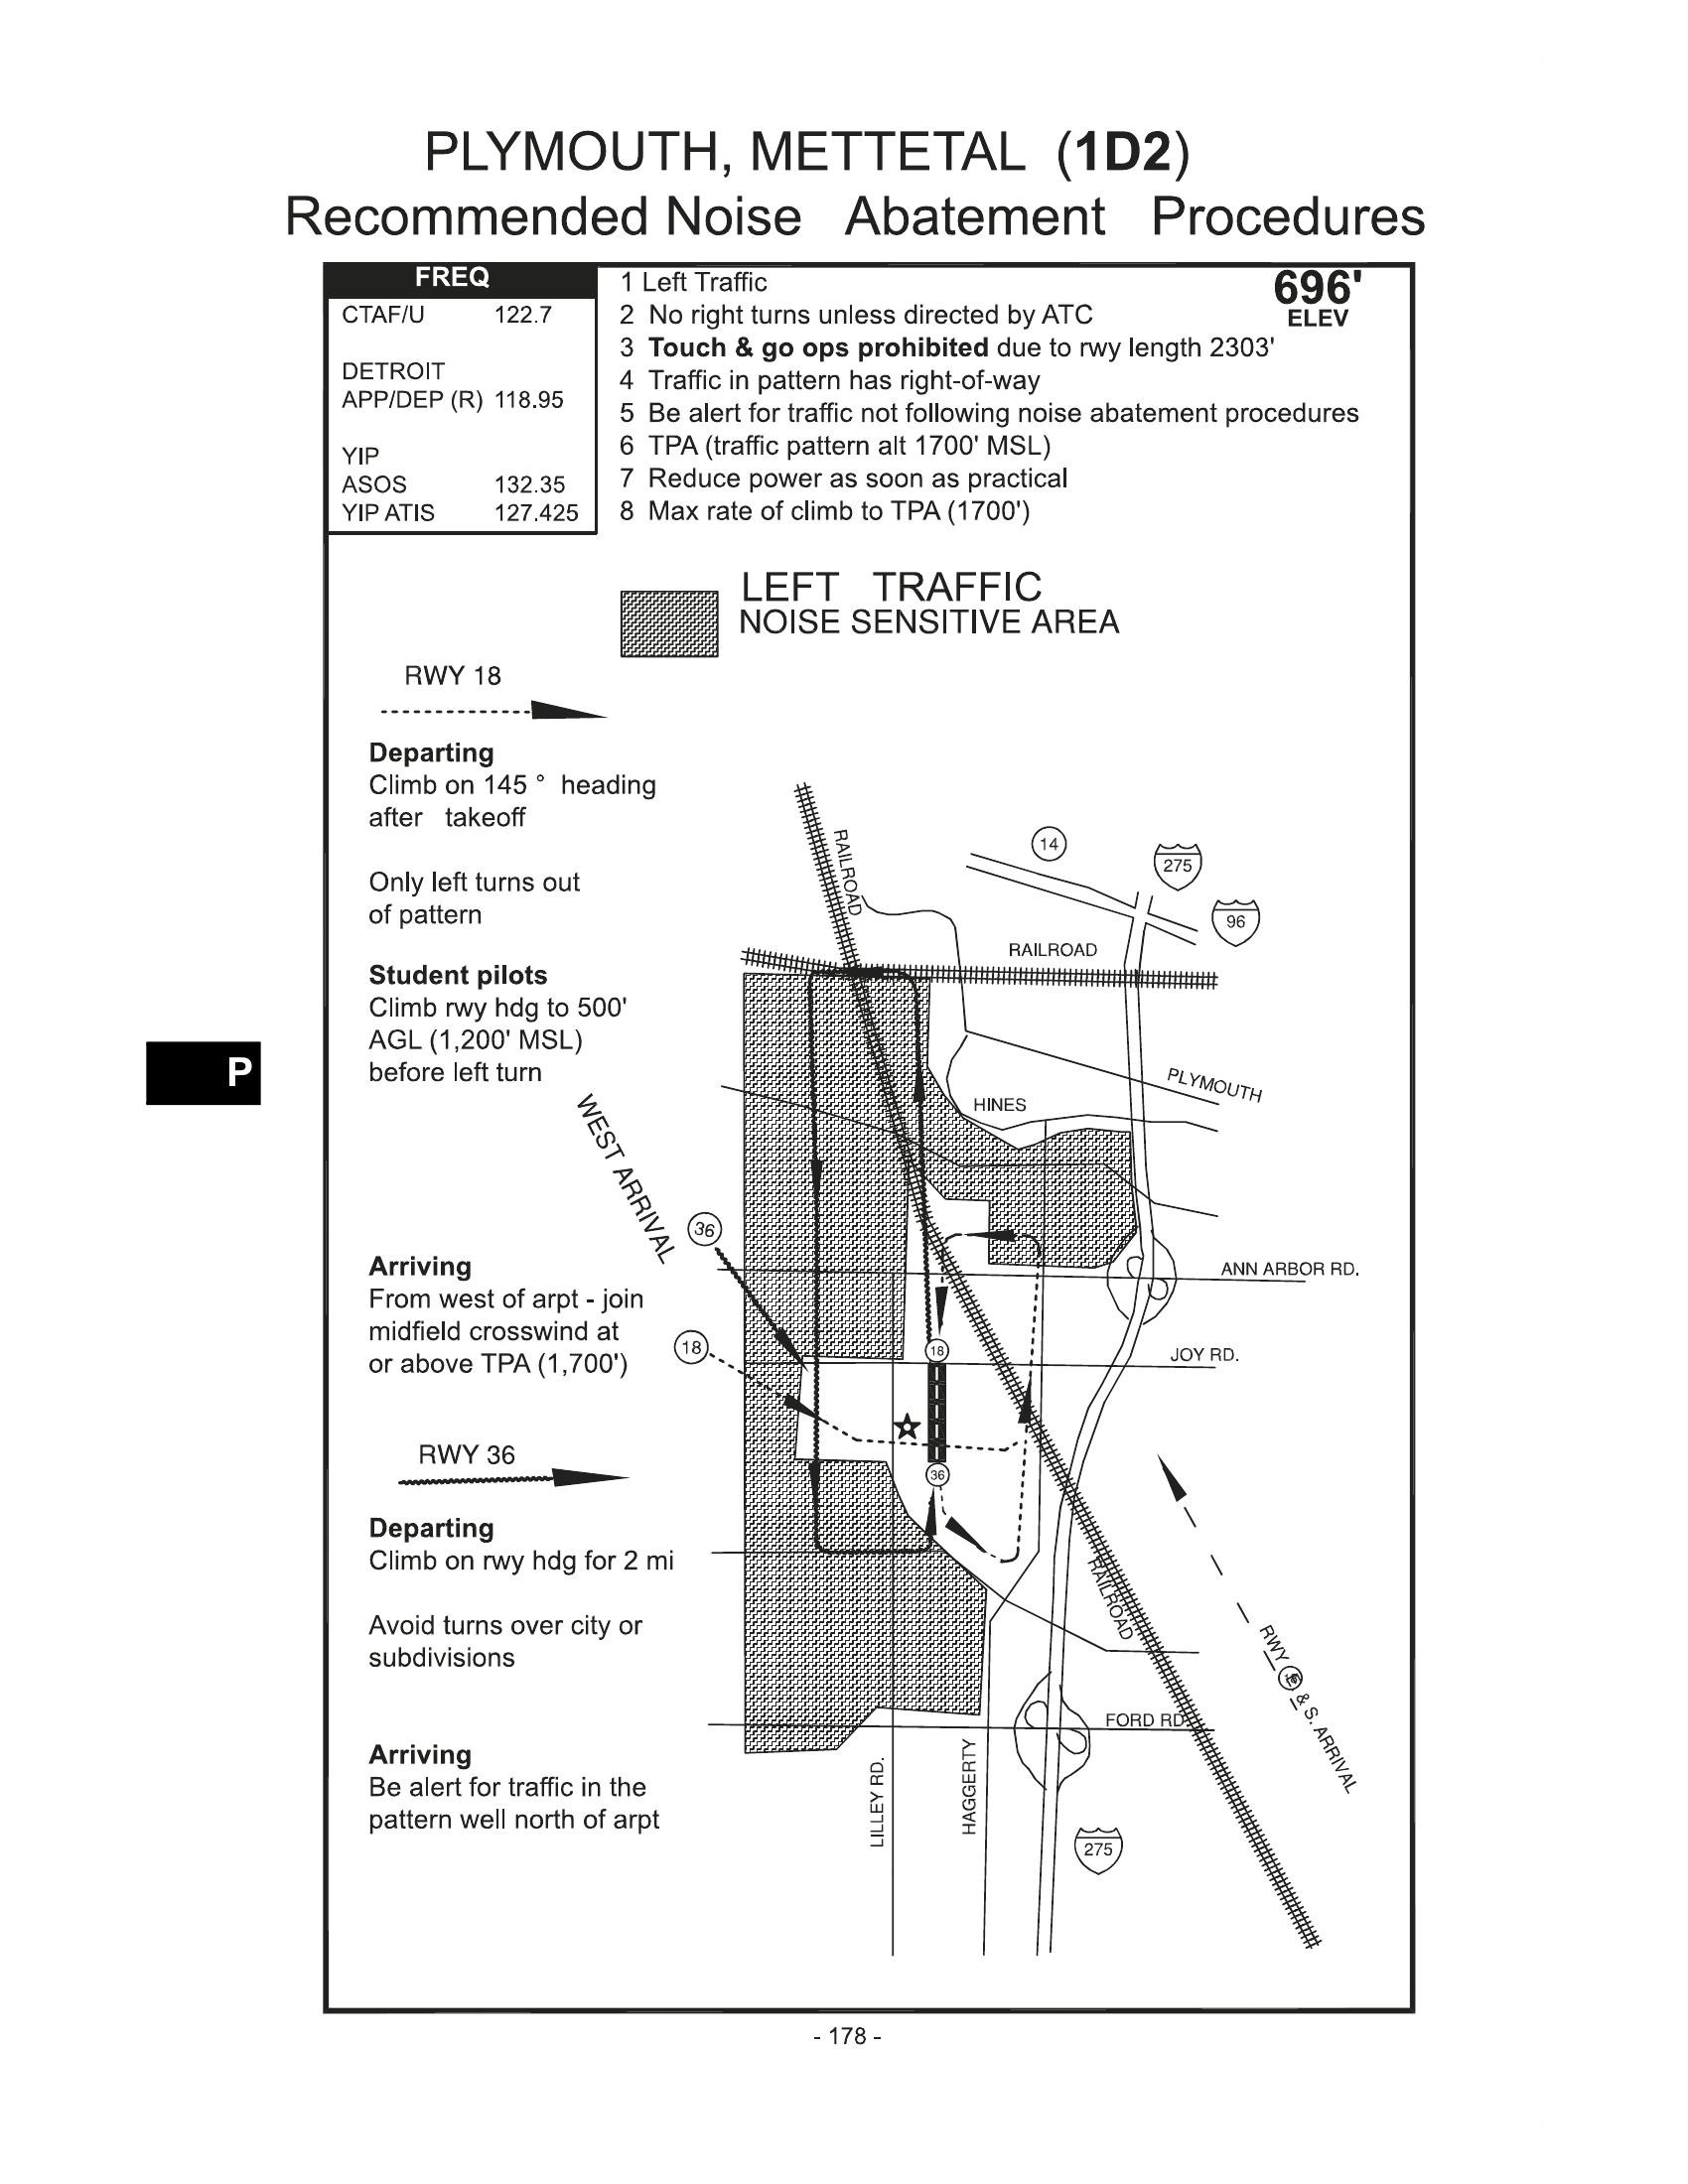 PLYMOUTH, METTETAL (1D2)
Recommended Noise Abatement Procedures
FREQ
CTAF/U 122.7
DETROIT
APP/DEP (R) 118.95
YIP
ASOS 132.35
YIP ATIS 127.425
1 Left Traffic
2 No right turns unless directed by ATC
3 Touch & go ops prohibited due to rwy length 2303'
4 Traffic in pattern has right-of-way
5 Be alert for traffic not following noise abatement procedures
6 TPA (traffic pattern alt 1700' MSL)
7 Reduce power as soon as practical
8 Max rate of climb to TPA (1700')
696'
ELEV
LEFT TRAFFIC
NOISE SENSITIVE AREA
RWY 18
Departing
Climb on 145 ° heading
after takeoff
Only left turns out
of pattern
Student pilots
Climb rwy hdg to 500'
AGL (1,200' MSL)
before left turn
P
Arriving
From west of arpt - join
midfield crosswind at
or above TPA (1,700')
RWY 36
Departing
Climb on rwy hdg for 2 mi
Avoid turns over city or
subdivisions
Arriving
Be alert for traffic in the
pattern well north of arpt
RAILROAD
14
275
96
RAILROAD
PLYMOUTH
HINES
WEST ARRIVAL
36
ANN ARBOR RD.
18
18
JOY RD.
36
RAILROAD
RWY
& S. ARRIVAL
FORD RD.
LILLEY RD.
HAGGERTY
275
- 178 -